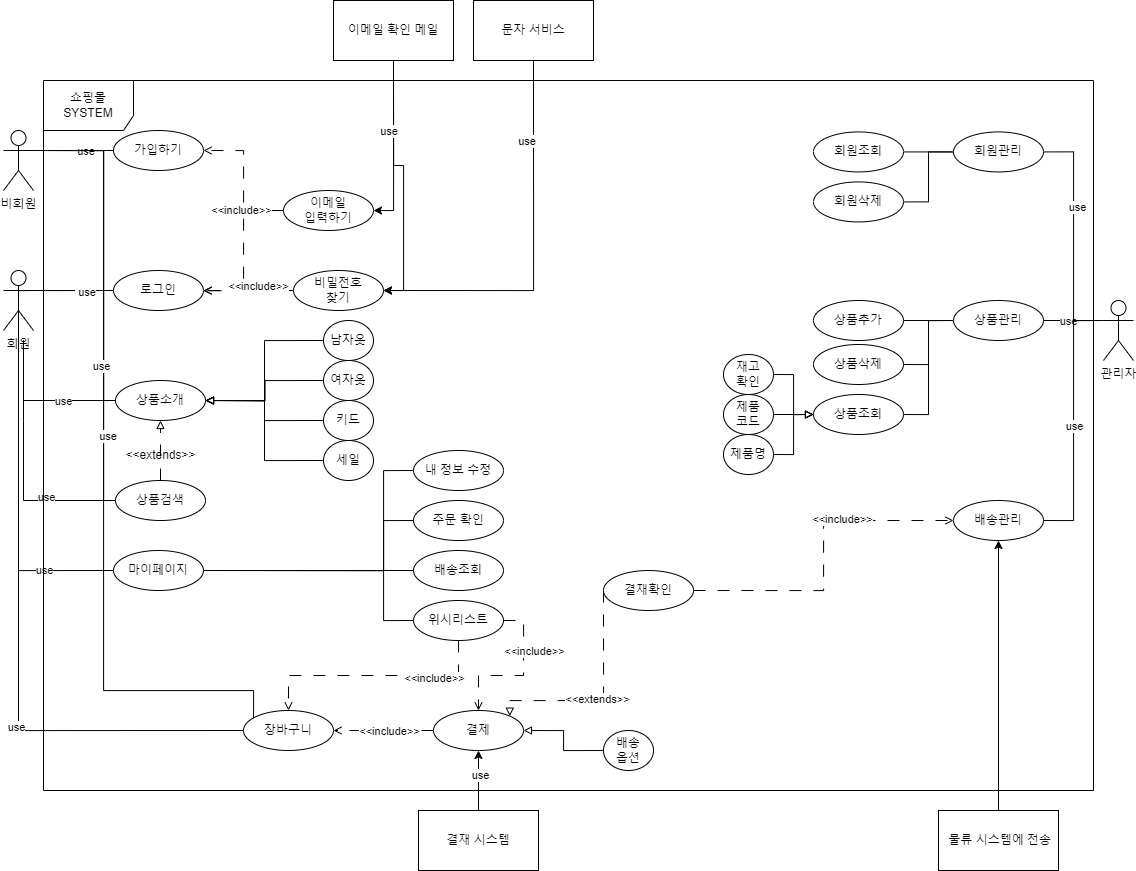 이메일 확인 메일
문자 서비스
쇼핑몰
SYSTEM
use
use
비회원
use
가입하기
<<include>>
이메일
입력하기
회원조회
회원관리
회원삭제
use
회원
use
로그인
<<include>>
비밀전호
찾기
남자옷
여자옷
키드
세일
use
use
상품소개
use
<<extends>>
use
상품검색
상품추가
상품관리
use
관리자
상품삭제
재고
확인
제품
코드
제품명
상품조회
use
내 정보 수정
주문 확인
배송조회
위시리스트
use
마이페이지
<<include>>
배송관리
결재확인
<<include>>
<<include>>
<<extends>>
use
장바구니
<<include>>
결제
배송
옵션
use
결재 시스템
물류 시스템에 전송